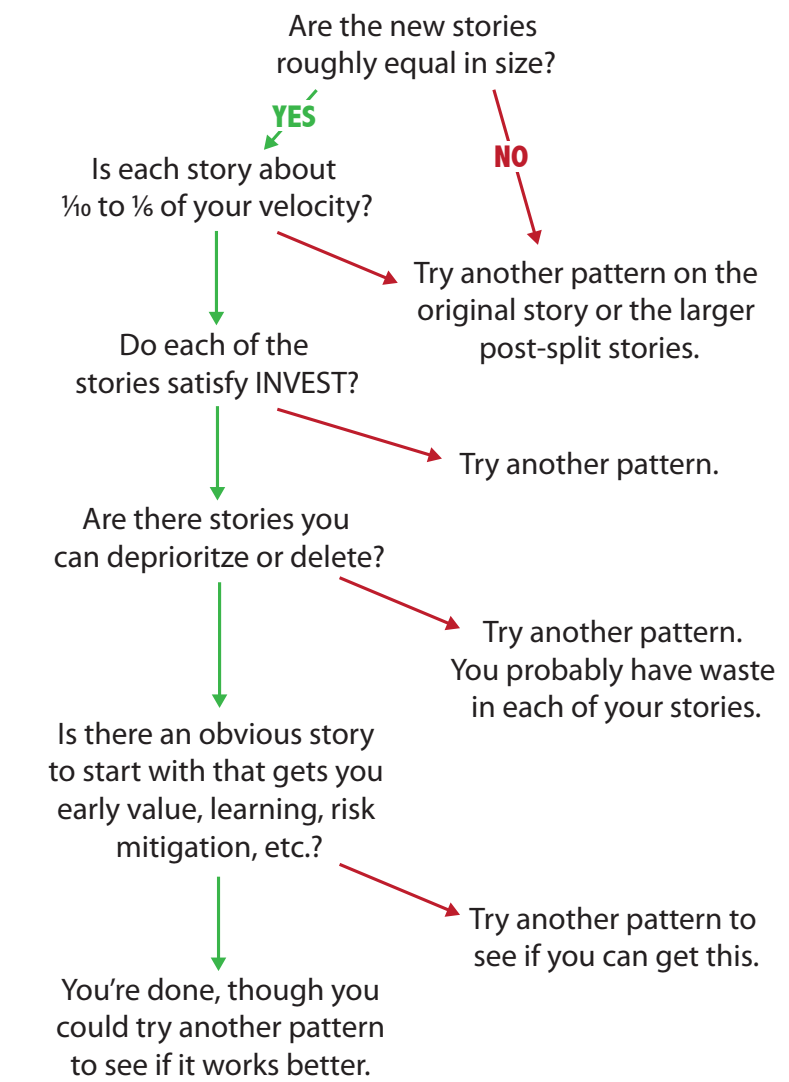 Are the new stories
roughly equal in size?
YES
NO
Is each story about
⅒ to ⅙ of your velocity?
Try another pattern on the
original story or the larger
post-split stories.
Do each of the
stories satisfy INVEST?
Try another pattern.
Are there stories you
can deprioritze or delete?
Try another pattern.
You probably have waste
in each of your stories.
Is there an obvious story
to start with that gets you
early value, learning, risk
mitigation, etc.?
Try another pattern to
see if you can get this.
You’re done, though you
could try another pattern
to see if it works better.